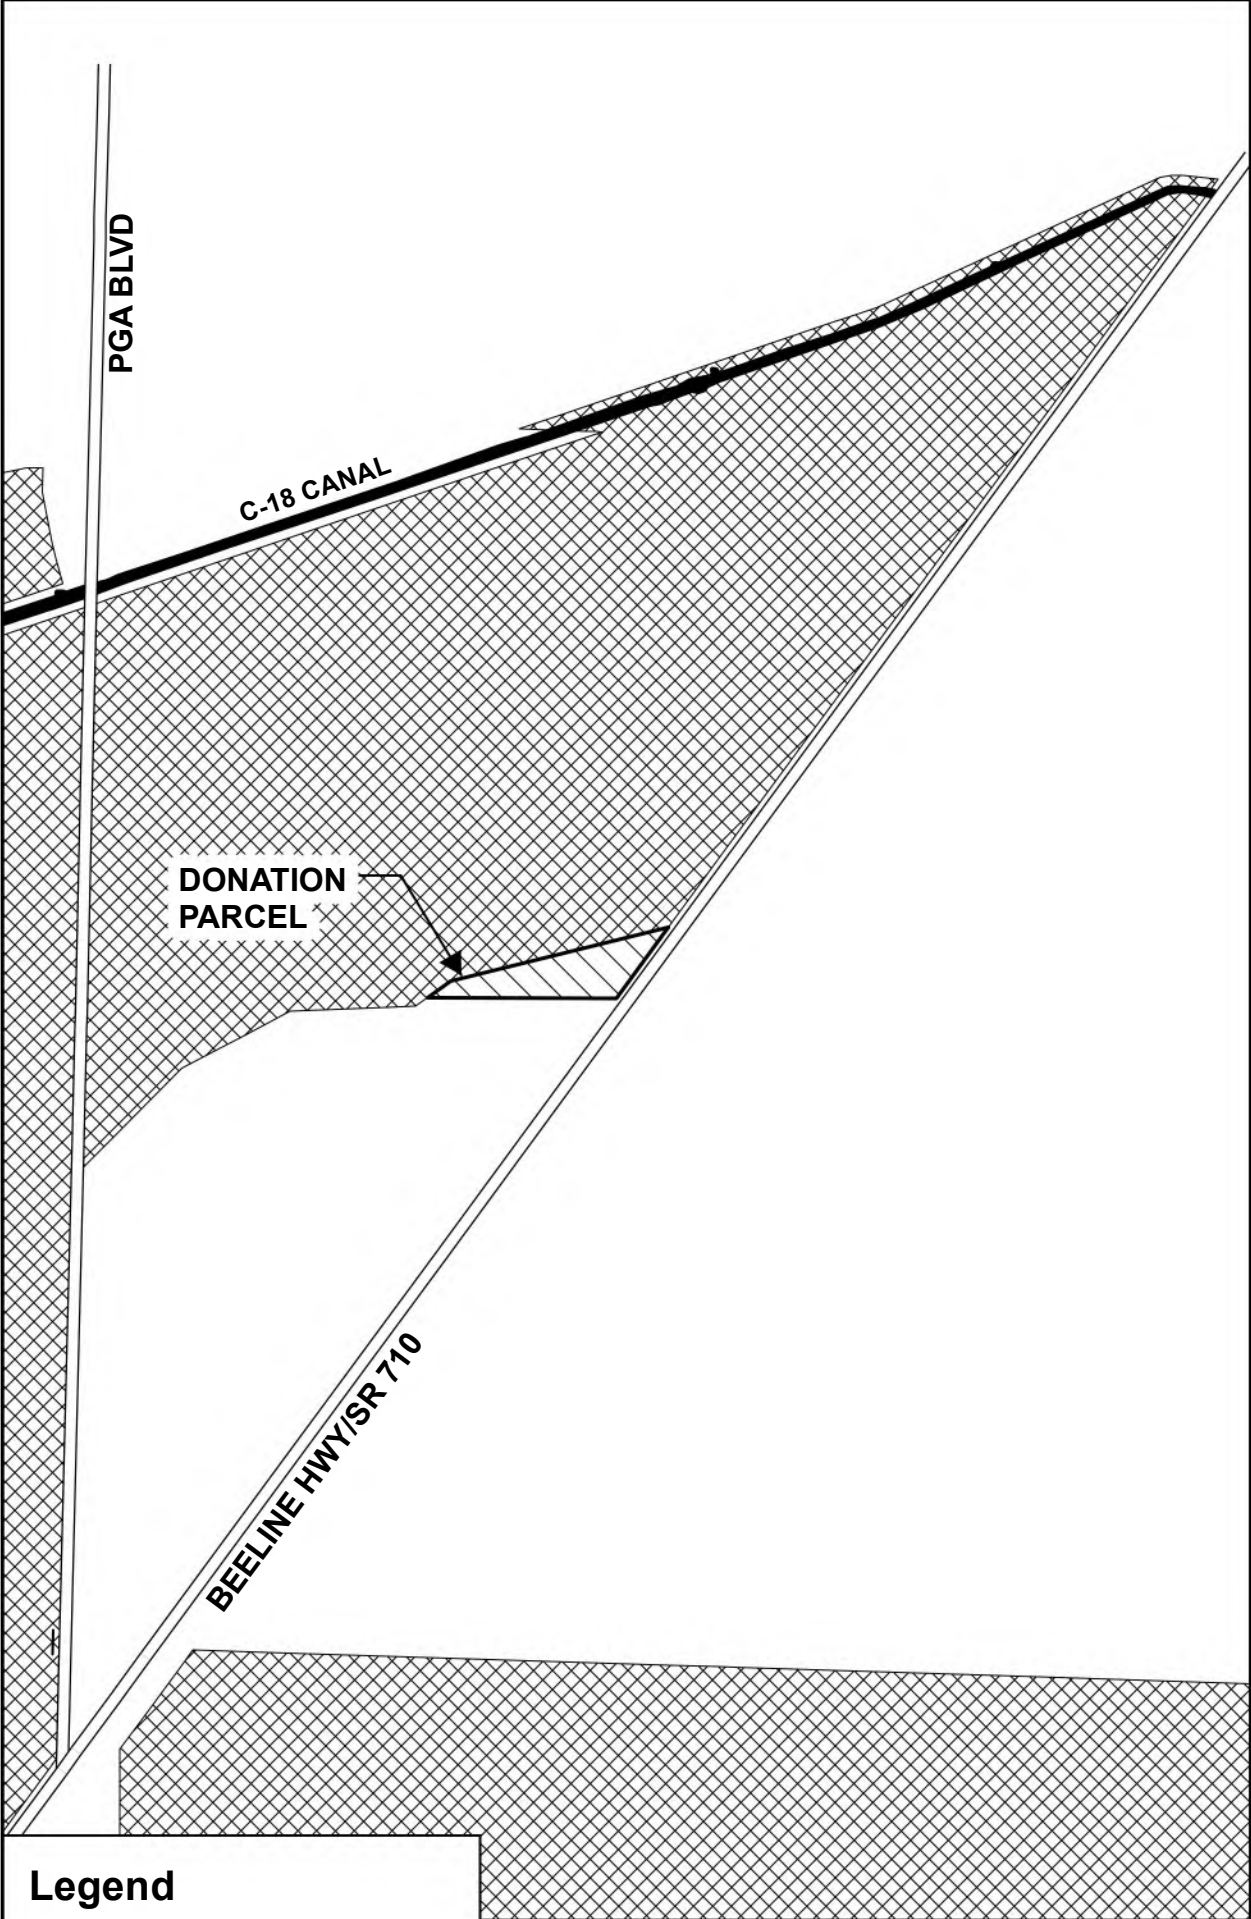 PGA BLVD
C-18 CANAL
DONATION
PARCEL
BEELINE HWY/SR 710
Legend